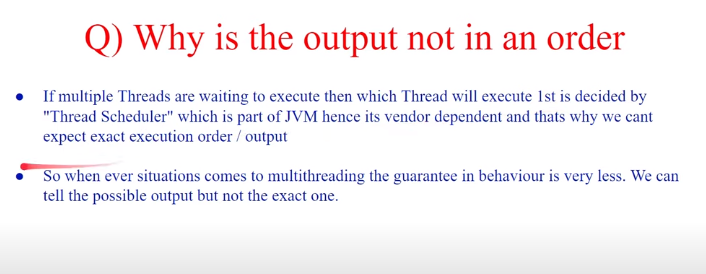 Q) Why is the output not in an order
● If multiple Threads are waiting to execute then which Thread will execute 1st is decided by
"Thread Scheduler" which is part of JVM hence its vendor dependent and thats why we cant
expect exact execution order / output
● So when ever situations comes to multithreading the guarantee in behaviour is very less. We can
tell the possible output but not the exact one.